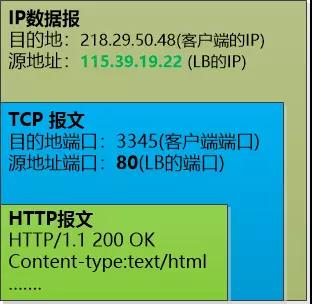 IP数据报
目的地：218.29.50.48(客户端的IP)
源地址：115.39.19.22 (LB的IP)
TCP 报文
目的地端口：3345(客户端端口)
源地址端口：80(LB的端口)
HTTP报文
HTTP/1.1 200 OK
Content-type:text/html
.......